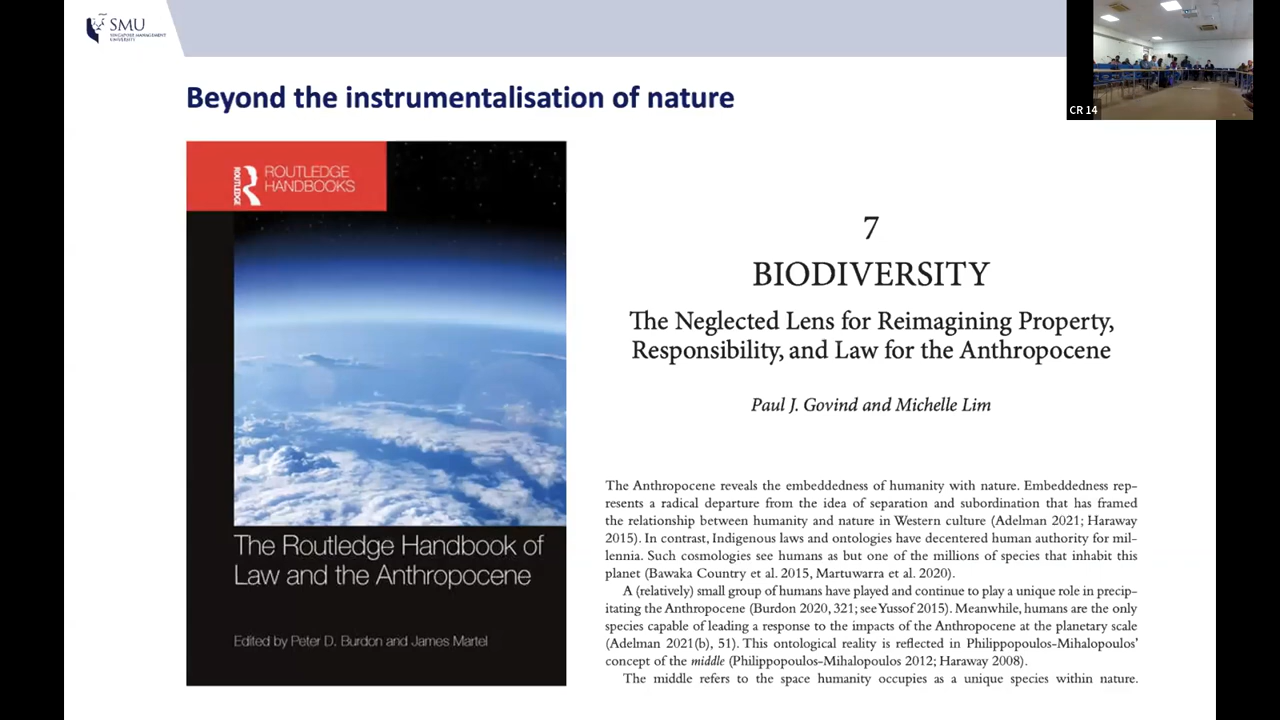 SMU
SINGAPORE MANAGEMENT
UNIVERSITY
CR 14
Beyond the instrumentalisation of nature
ROUTLEDGE
ROUTLEDGE
HANDBOOKS
The Routledge Handbook of
Law and the Anthropocene
Edited by Peter D. Burdon and James Martel
7
BIODIVERSITY
The Neglected Lens for Reimagining Property,
Responsibility, and Law for the Anthropocene
Paul J. Govind and Michelle Lim
The Anthropocene reveals the embeddedness of humanity with nature. Embeddedness rep-
resents a radical departure from the idea of separation and subordination that has framed
the relationship between humanity and nature in Western culture (Adelman 2021; Haraway
2015). In contrast, Indigenous laws and ontologies have decentered human authority for mil-
lennia. Such cosmologies see humans as but one of the millions of species that inhabit this
planet (Bawaka Country et al. 2015, Martuwarra et al. 2020).
A (relatively) small group of humans have played and continue to play a unique role in precip-
itating the Anthropocene (Burdon 2020, 321; see Yussof 2015). Meanwhile, humans are the only
species capable of leading a response to the impacts of the Anthropocene at the planetary scale
(Adelman 2021(b), 51). This ontological reality is reflected in Philippopoulos-Mihalopoulos'
concept of the middle (Philippopoulos-Mihalopoulos 2012; Haraway 2008).
The middle refers to the space humanity occupies as a unique species within nature.